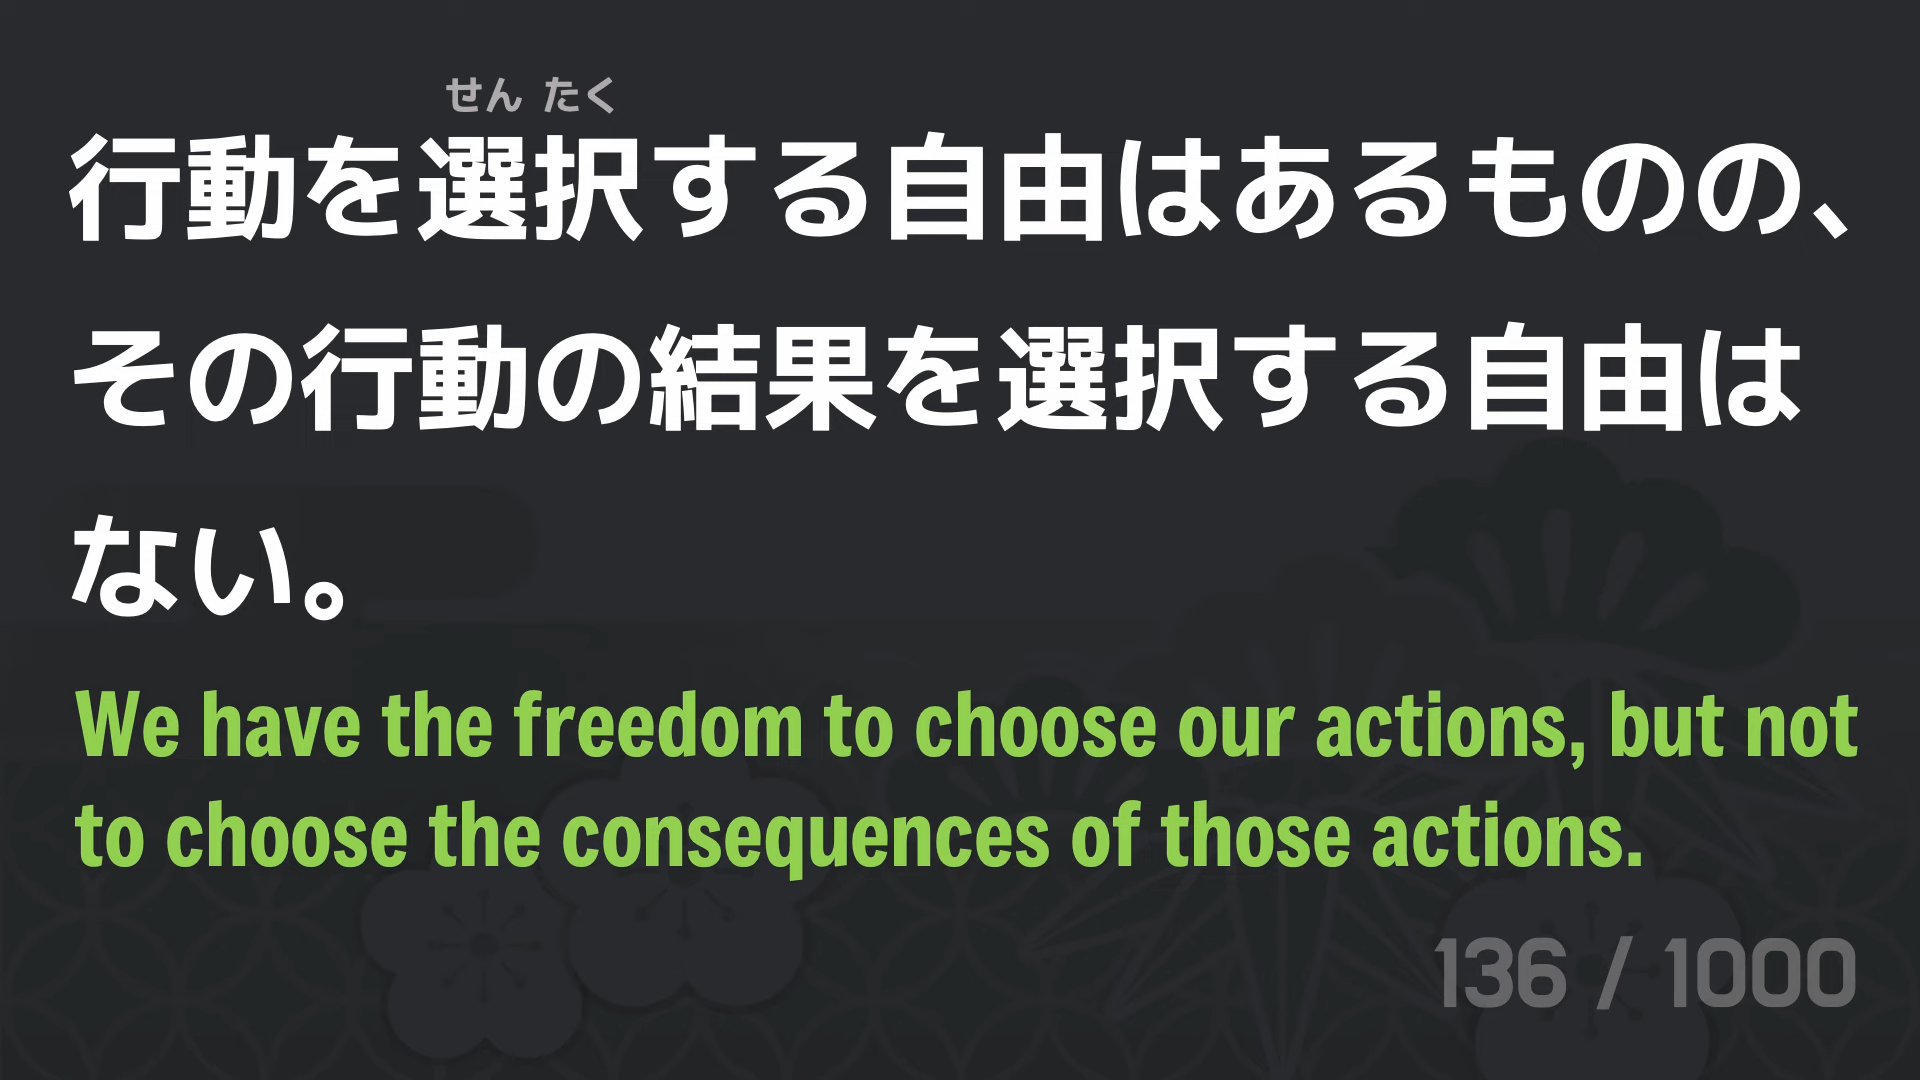 せん たく
行動を選択する自由はあるものの、
その行動の結果を選択する自由は
ない。
We have the freedom to choose our actions, but not
to choose the consequences of those actions.
136 / 1000